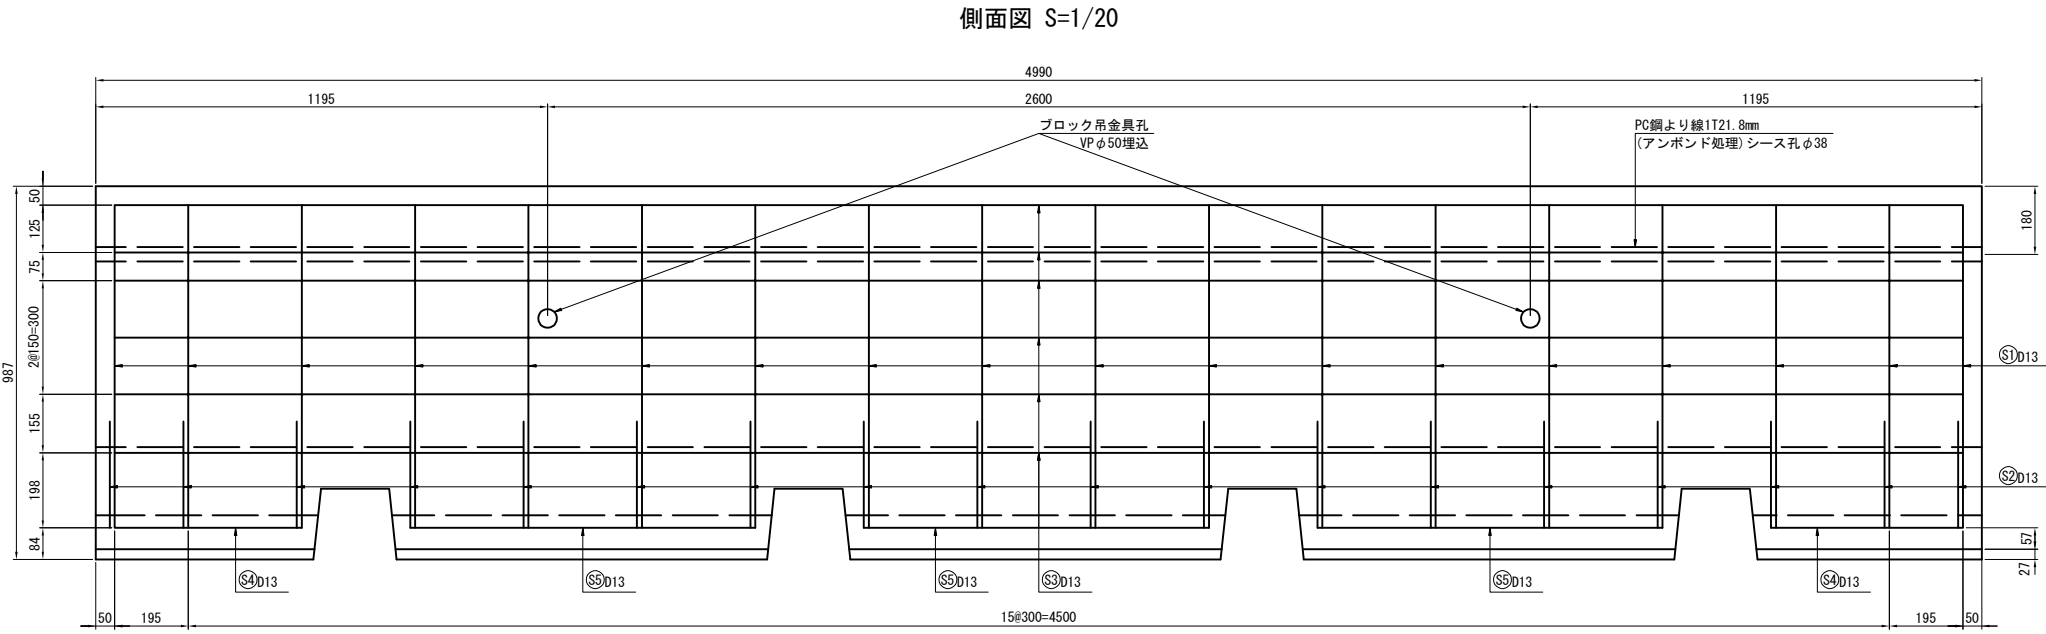 側面図 S=1/20
4990
1195
2600
1195
ブロック吊金具孔
VPφ50埋込
PC鋼より線1T21.8mm
(アンボンド処理)シース孔φ38
50
125
75
2@150=300
155
198
84
987
180
S1D13
S2D13
57
27
S4D13
S5D13
S5D13
S3D13
S5D13
S4D13
50
195
15@300=4500
195
50